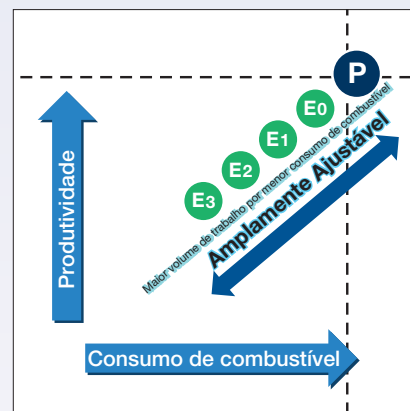 P
E0
E1
E2
E3
Maior volume de trabalho por menor consumo de combustível
Amplamente Ajustável
Produtividade
Consumo de combustível